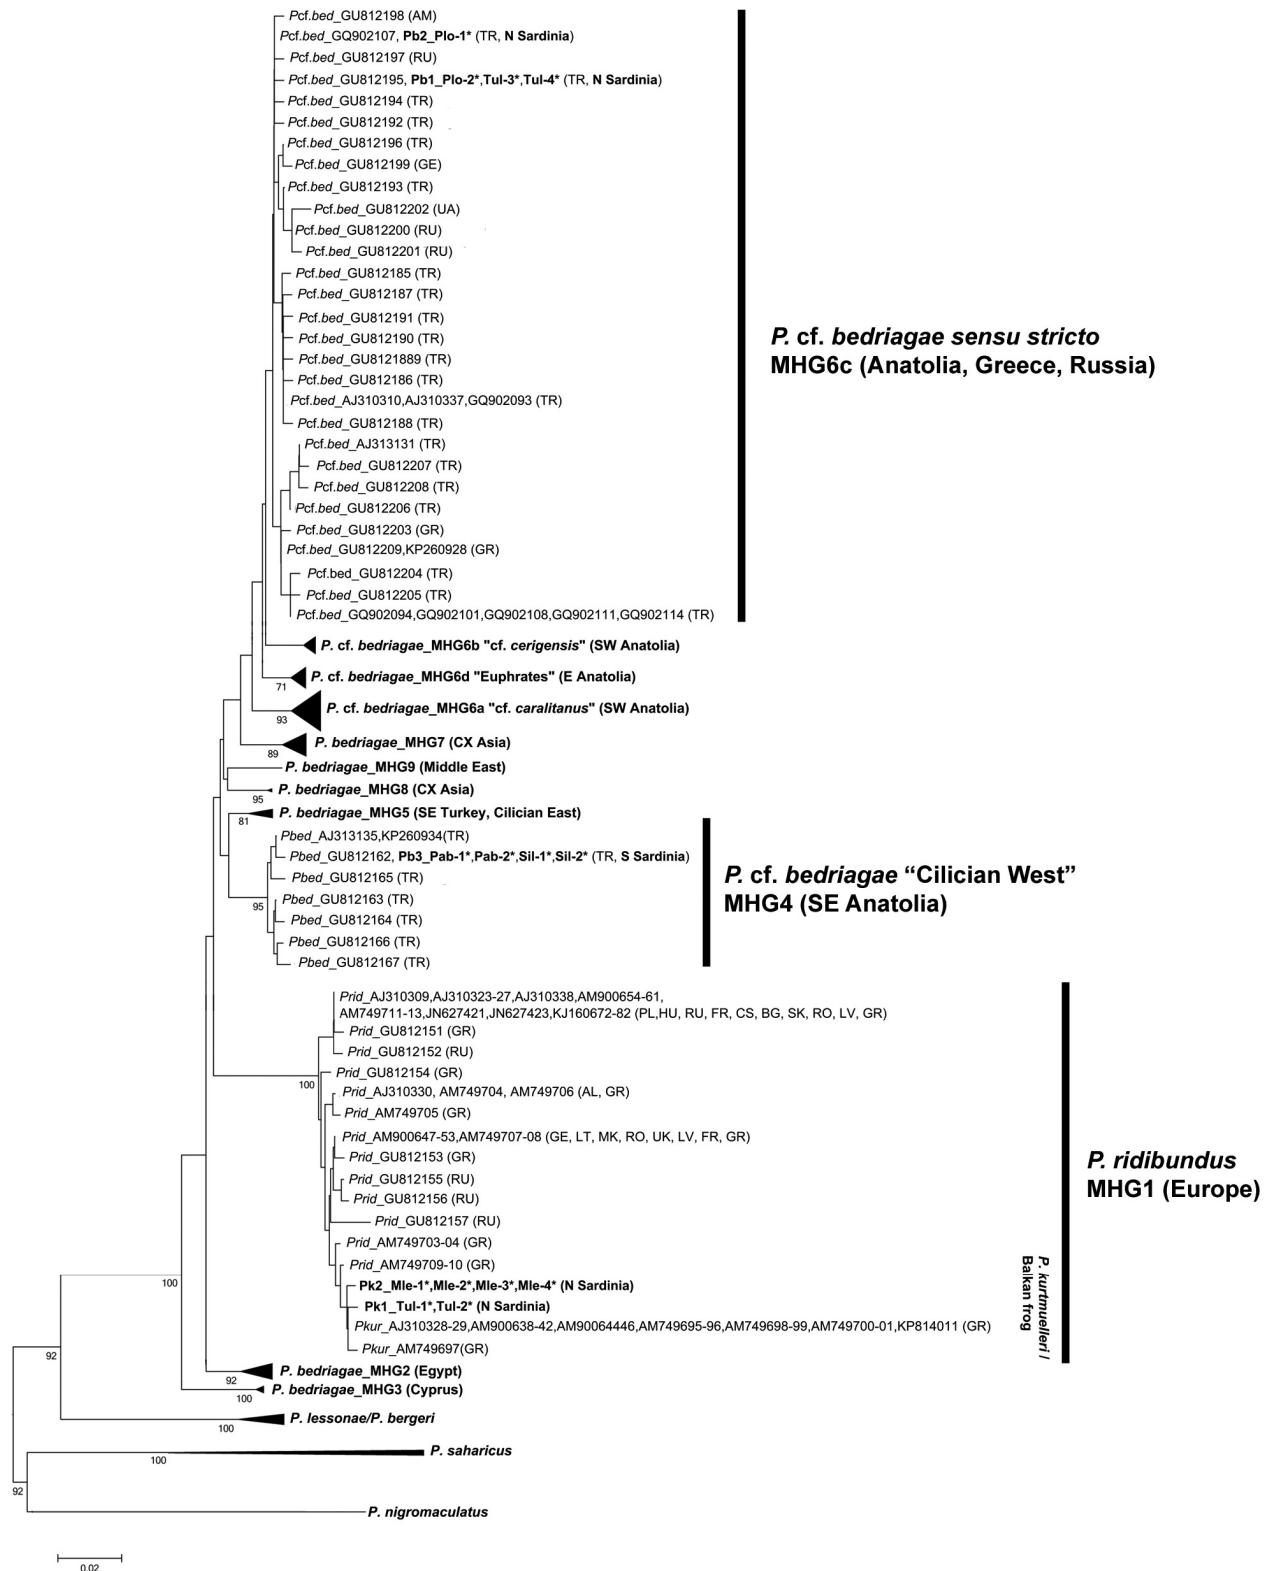 Pcf.bed_GU812198 (AM)
Pcf.bed_GQ902107, Pb2_Plo-1* (TR, N Sardinia)
Pcf.bed_GU812197 (RU)
Pcf.bed_GU812195, Pb1_Plo-2*,Tul-3*,Tul-4* (TR, N Sardinia)
Pcf.bed_GU812194 (TR)
Pcf.bed_GU812192 (TR)
Pcf.bed_GU812196 (TR)
Pcf.bed_GU812199 (GE)
Pcf.bed_GU812193 (TR)
Pcf.bed_GU812202 (UA)
Pcf.bed_GU812200 (RU)
Pcf.bed_GU812201 (RU)
Pcf.bed_GU812185 (TR)
Pcf.bed_GU812187 (TR)
Pcf.bed_GU812191 (TR)
Pcf.bed_GU812190 (TR)
Pcf.bed_GU8121889 (TR)
Pcf.bed_GU812186 (TR)
Pcf.bed_AJ310310,AJ310337,GQ902093 (TR)
Pcf.bed_GU812188 (TR)
Pcf.bed_AJ313131 (TR)
Pcf.bed_GU812207 (TR)
Pcf.bed_GU812208 (TR)
Pcf.bed_GU812206 (TR)
Pcf.bed_GU812203 (GR)
Pcf.bed_GU812209,KP260928 (GR)
Pcf.bed_GU812204 (TR)
Pcf.bed_GU812205 (TR)
Pcf.bed_GQ902094,GQ902101,GQ902108,GQ902111,GQ902114 (TR)
P. cf. bedriagae sensu stricto
MHG6c (Anatolia, Greece, Russia)
P. cf. bedriagae_MHG6b "cf. cerigensis" (SW Anatolia)
P. cf. bedriagae_MHG6d "Euphrates" (E Anatolia)
71
P. cf. bedriagae_MHG6a "cf. caralitanus" (SW Anatolia)
93
P. bedriagae_MHG7 (CX Asia)
89
P. bedriagae_MHG9 (Middle East)
P. bedriagae_MHG8 (CX Asia)
95
P. bedriagae_MHG5 (SE Turkey, Cilician East)
81
Pbed_AJ313135,KP260934(TR)
Pbed_GU812162, Pb3_Pab-1*,Pab-2*,Sil-1*,Sil-2* (TR, S Sardinia)
Pbed_GU812165 (TR)
95
Pbed_GU812163 (TR)
Pbed_GU812164 (TR)
Pbed_GU812166 (TR)
Pbed_GU812167 (TR)
P. cf. bedriagae “Cilician West”
MHG4 (SE Anatolia)
Prid_AJ310309,AJ310323-27,AJ310338,AM900654-61,
AM749711-13,JN627421,JN627423,KJ160672-82 (PL,HU, RU, FR, CS, BG, SK, RO, LV, GR)
Prid_GU812151 (GR)
Prid_GU812152 (RU)
Prid_GU812154 (GR)
100
Prid_AJ310330, AM749704, AM749706 (AL, GR)
Prid_AM749705 (GR)
Prid_AM900647-53,AM749707-08 (GE, LT, MK, RO, UK, LV, FR, GR)
Prid_GU812153 (GR)
Prid_GU812155 (RU)
Prid_GU812156 (RU)
Prid_GU812157 (RU)
Prid_AM749703-04 (GR)
Prid_AM749709-10 (GR)
Pk2_Mle-1*,Mle-2*,Mle-3*,Mle-4* (N Sardinia)
Pk1_Tul-1*,Tul-2* (N Sardinia)
Pkur_AJ310328-29,AM900638-42,AM90064446,AM749695-96,AM749698-99,AM749700-01,KP814011 (GR)
Pkur_AM749697(GR)
P. kurtmuelleri /
Balkan frog
P. ridibundus
MHG1 (Europe)
100
P. bedriagae_MHG2 (Egypt)
92
P. bedriagae_MHG3 (Cyprus)
100
92
P. lessonae/P. bergeri
100
P. saharicus
100
92
P. nigromaculatus
0.02